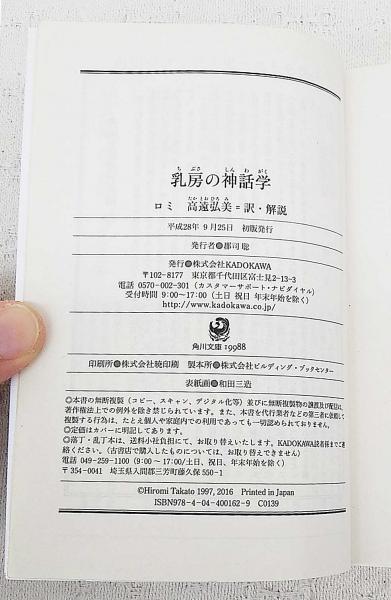 ち ぶさ しん わ がく
乳房の神話学
たか とお ひろ み
ロミ 高遠弘美＝訳・解説
平成28年 9月25日 初版発行
発行者●郡司 聡
発行●株式会社KADOKAWA
〒102-8177 東京都千代田区富士見2-13-3
電話 0570-002-301（カスタマーサポート・ナビダイヤル）
受付時間 9:00〜17:00（土日 祝日 年末年始を除く）
http://www.kadokawa.co.jp/
角川文庫 19988
印刷所●株式会社暁印刷 製本所●株式会社ビルディング・ブックセンター
表紙画●和田三造
◎本書の無断複製（コピー、スキャン、デジタル化等）並びに無断複製物の譲渡及び配信は、
著作権法上での例外を除き禁じられています。また、本書を代行業者などの第三者に依頼して
複製する行為は、たとえ個人や家庭内での利用であっても一切認められておりません。
◎定価はカバーに明記してあります。
◎落丁・乱丁本は、送料小社負担にて、お取り替えいたします。KADOKAWA読者係までご連
絡ください。（古書店で購入したものについては、お取り替えできません）
電話 049-259-1100（9:00〜17:00/土日、祝日、年末年始を除く）
〒354-0041 埼玉県入間郡三芳町藤久保 550-1
©Hiromi Takato 1997, 2016 Printed in Japan
ISBN978-4-04-400162-9 C0139